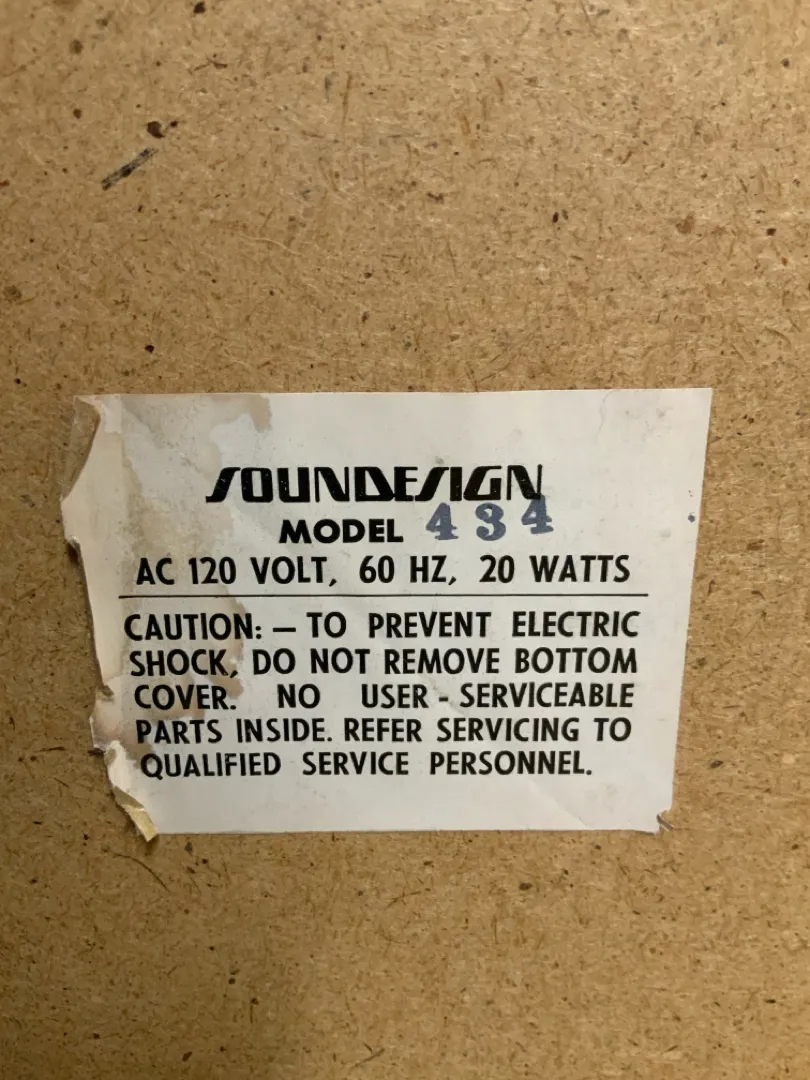 SOUNDESIGN
MODEL 434
AC 120 VOLT, 60 HZ, 20 WATTS
CAUTION: — TO PREVENT ELECTRIC
SHOCK, DO NOT REMOVE BOTTOM
COVER. NO USER - SERVICEABLE
PARTS INSIDE. REFER SERVICING TO
QUALIFIED SERVICE PERSONNEL.